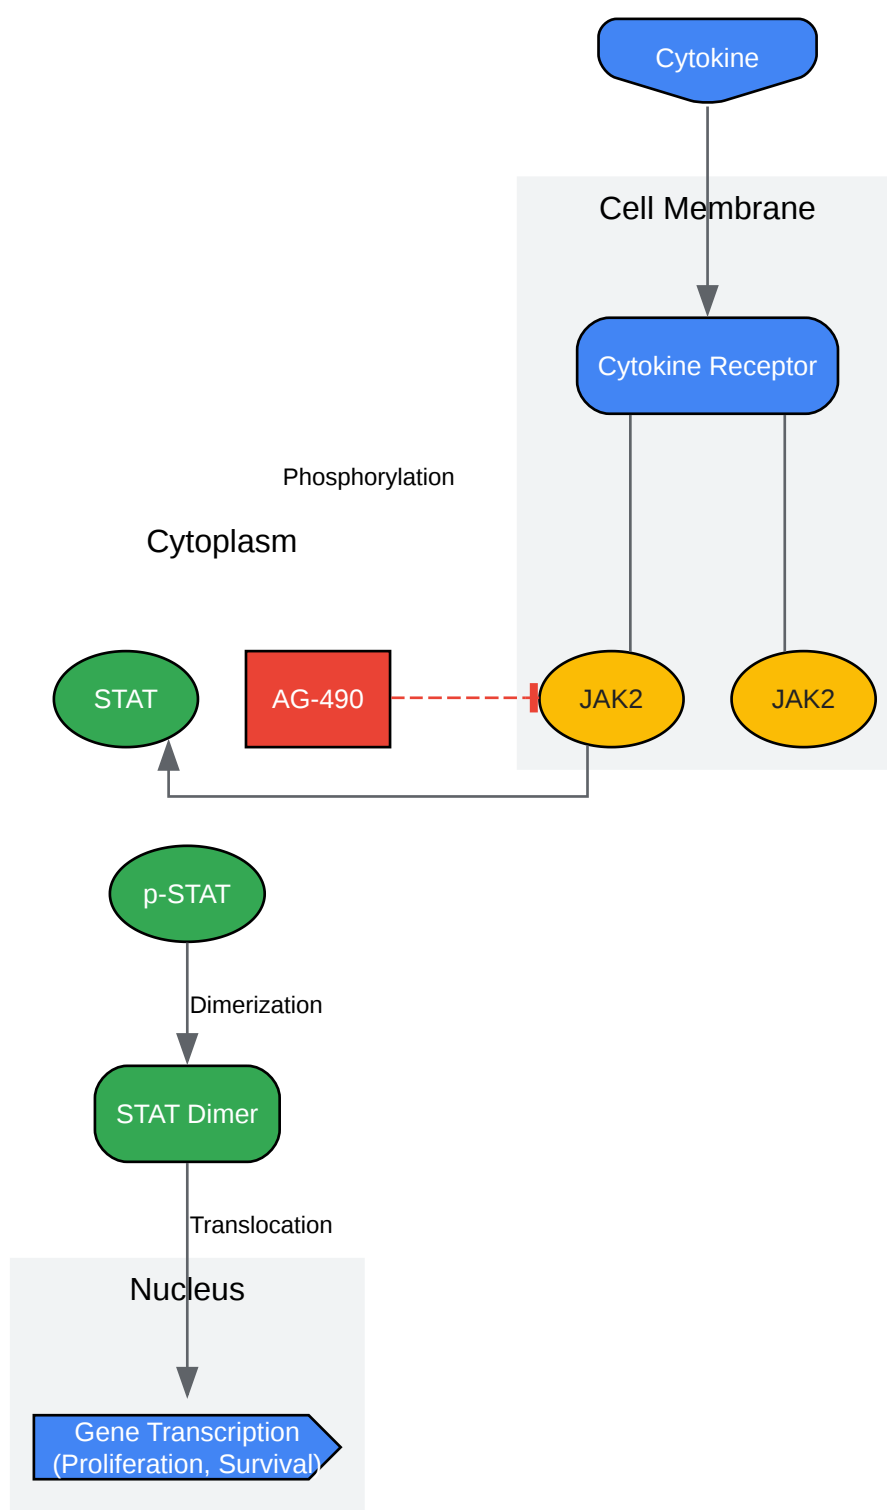 Cytokine
Cell Membrane
Cytokine Receptor
Phosphorylation
Cytoplasm
STAT
AG-490
JAK2
JAK2
p-STAT
Dimerization
STAT Dimer
Translocation
Nucleus
Gene Transcription
(Proliferation, Survival)